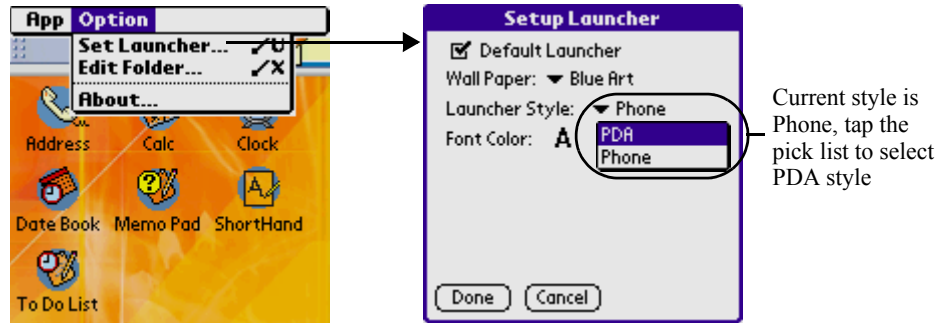 App Option
Set Launcher... ⁄U
Edit Folder... ⁄X
About...
Address Calc Clock
Date Book Memo Pad ShortHand
To Do List
Setup Launcher
Default Launcher
Wall Paper: Blue Art
Launcher Style: Phone
Font Color: A
PDA
Phone
Done Cancel
Current style is
Phone, tap the
pick list to select
PDA style